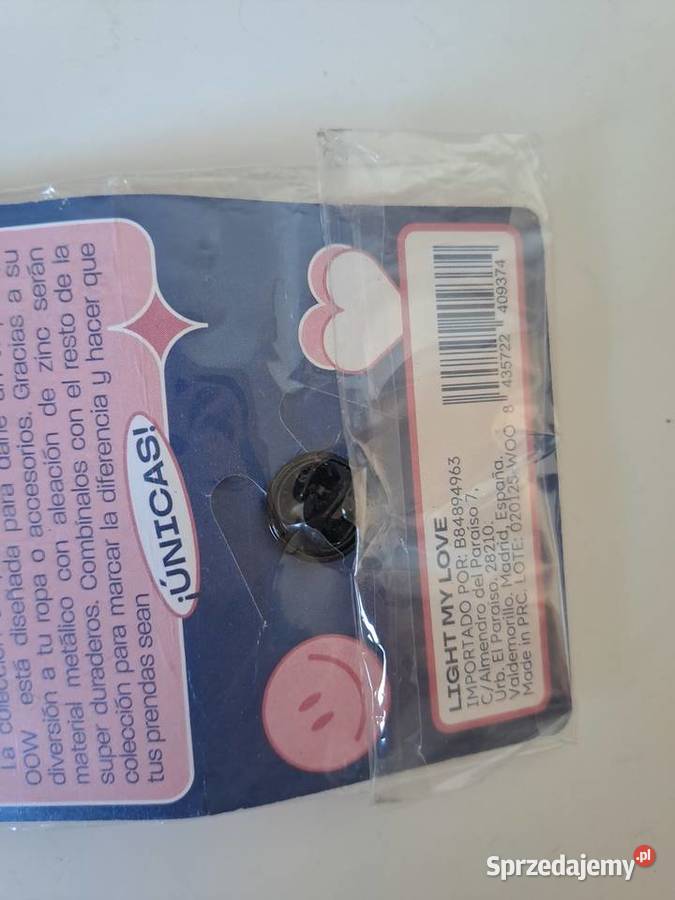 La colección
OOW está diseñada para darle un
diversión a tu ropa o accesorios. Gracias a su
material metálico con aleación de zinc serán
super duraderos. Combínalos con el resto de la
colección para marcar la diferencia y hacer que
tus prendas sean
¡ÚNICAS!
8 435722 409374
LIGHT MY LOVE
IMPORTADO POR: B84894963
C/Almendro del Paraíso 7,
Urb. El Paraíso. 28210.
Valdemorillo. Madrid, España.
Made in PRC. LOTE: 020125-WOO
Sprzedajemy.pl